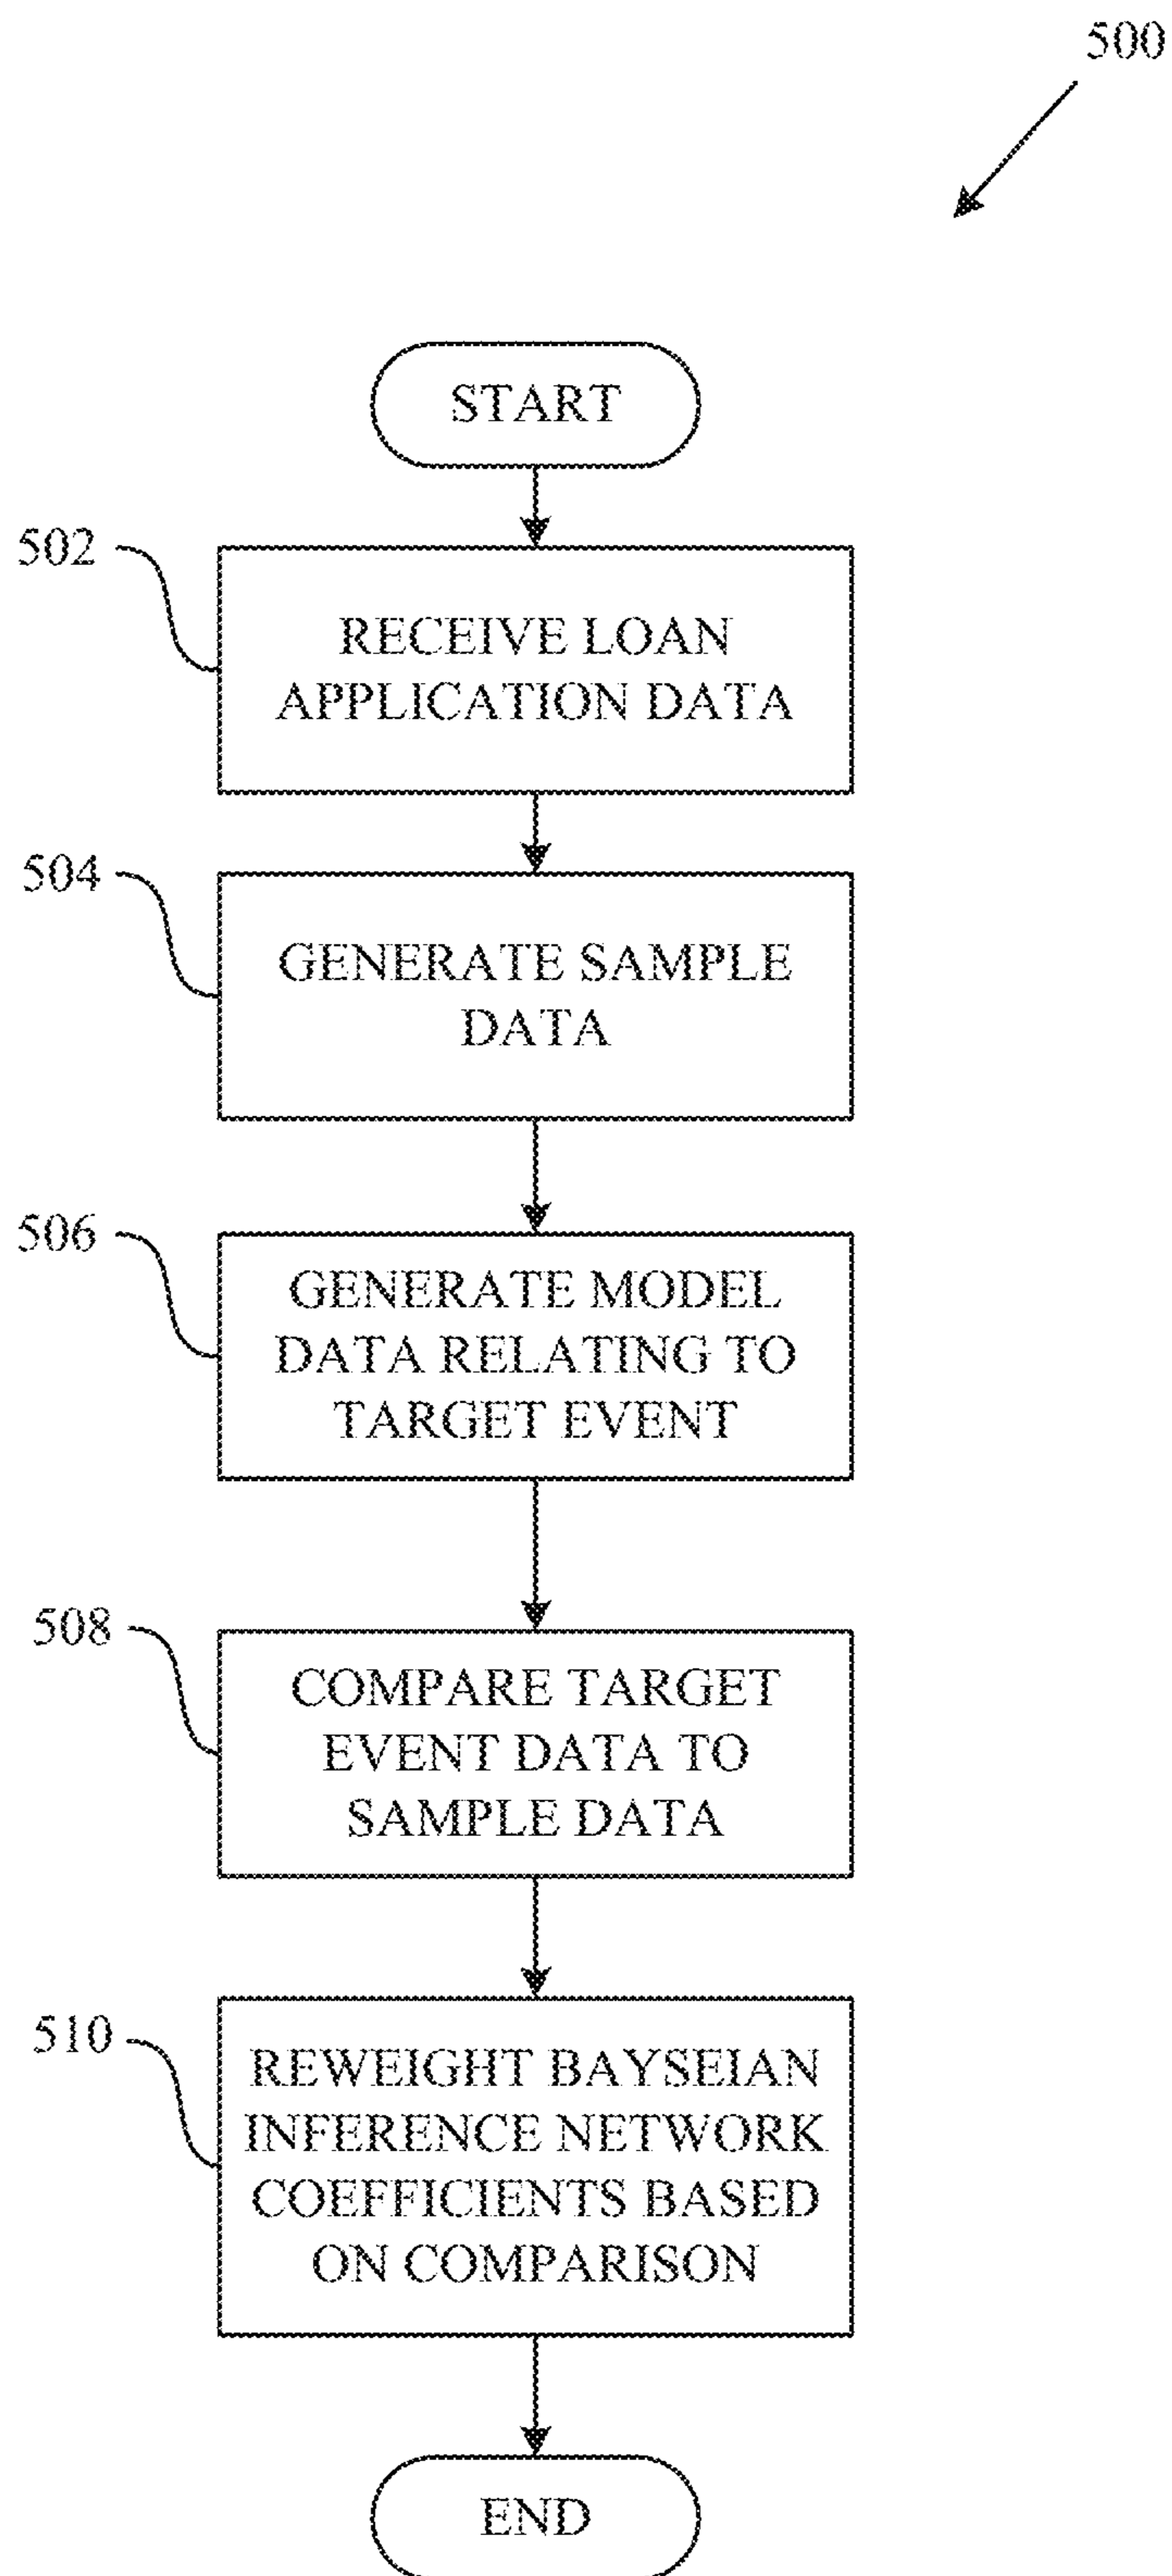 500
START
502
RECEIVE LOAN
APPLICATION DATA
504
GENERATE SAMPLE
DATA
506
GENERATE MODEL
DATA RELATING TO
TARGET EVENT
508
COMPARE TARGET
EVENT DATA TO
SAMPLE DATA
510
REWEIGHT BAYSEIAN
INFERENCE NETWORK
COEFFICIENTS BASED
ON COMPARISON
END